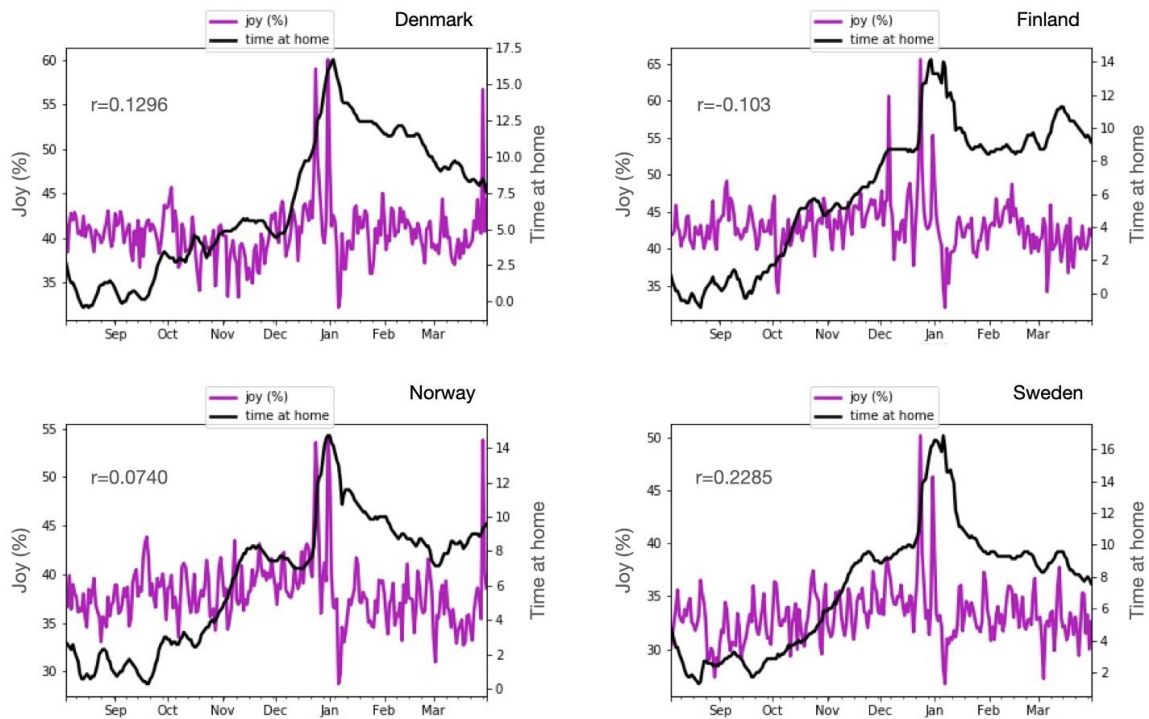 Denmark
joy (%)
time at home
r=0.1296
Joy (%)
60
55
50
45
40
35
17.5
15.0
12.5
10.0
7.5
5.0
2.5
0.0
Time at home
Sep Oct Nov Dec Jan Feb Mar
Finland
joy (%)
time at home
r=-0.103
Joy (%)
65
60
55
50
45
40
35
14
12
10
8
6
4
2
0
Time at home
Sep Oct Nov Dec Jan Feb Mar
Norway
joy (%)
time at home
r=0.0740
Joy (%)
55
50
45
40
35
30
14
12
10
8
6
4
2
0
Time at home
Sep Oct Nov Dec Jan Feb Mar
Sweden
joy (%)
time at home
r=0.2285
Joy (%)
50
45
40
35
30
16
14
12
10
8
6
4
2
Time at home
Sep Oct Nov Dec Jan Feb Mar